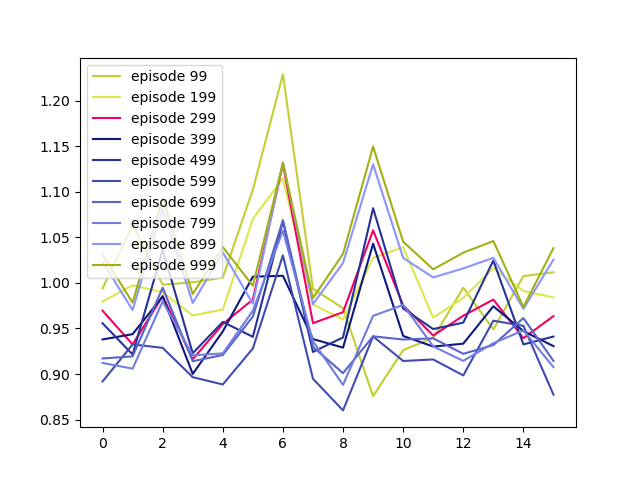 episode 99
episode 199
episode 299
episode 399
episode 499
episode 599
episode 699
episode 799
episode 899
episode 999
1.20
1.15
1.10
1.05
1.00
0.95
0.90
0.85
0 2 4 6 8 10 12 14